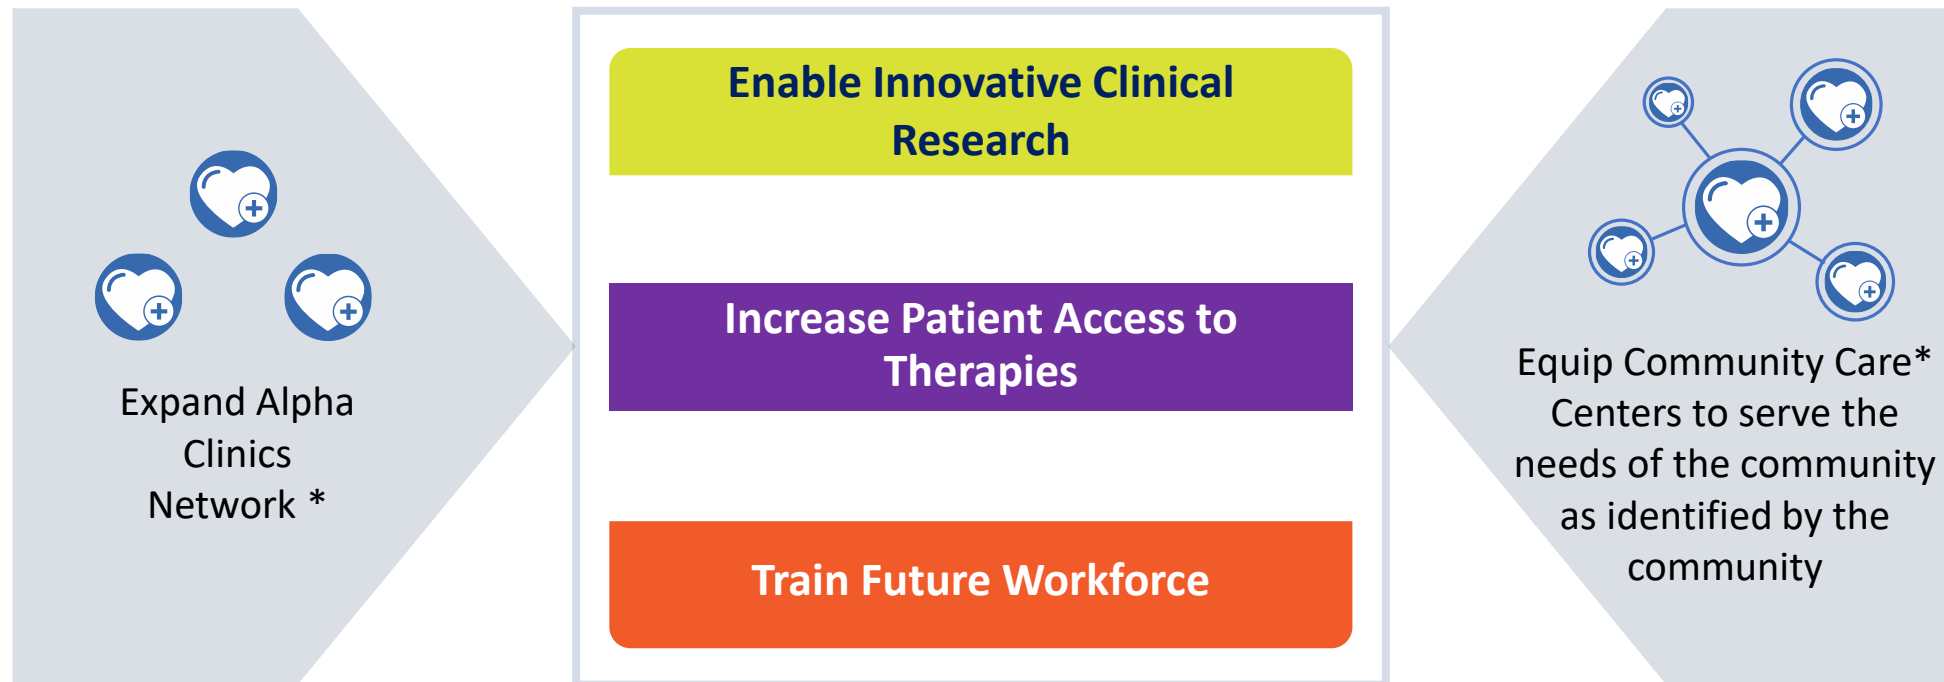 Expand Alpha
Clinics
Network *
Enable Innovative Clinical
Research
Increase Patient Access to
Therapies
Train Future Workforce
Equip Community Care*
Centers to serve the
needs of the community
as identified by the
community